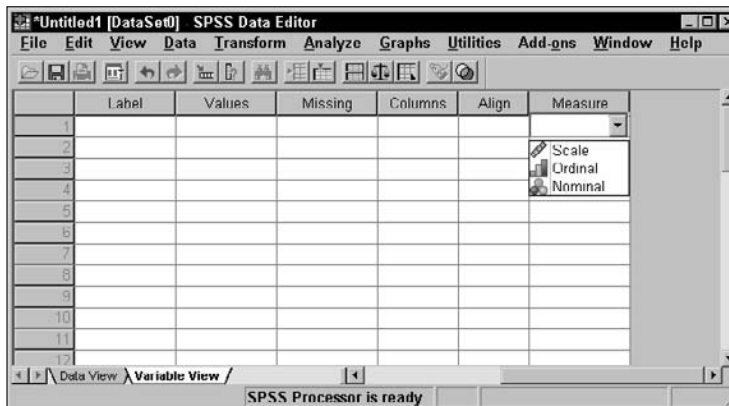 *Untitled1 [DataSet0] - SPSS Data Editor
File Edit View Data Transform Analyze Graphs Utilities Add-ons Window Help
Label Values Missing Columns Align Measure
1
2 Scale
3 Ordinal
4 Nominal
5
6
7
8
9
10
11
12
Data View Variable View
SPSS Processor is ready